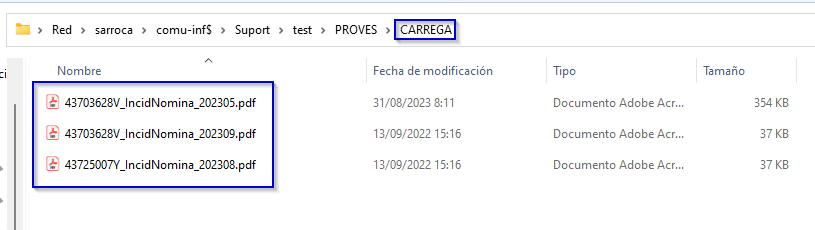 Red > sarroca > comu-inf$ > Suport > test > PROVES > CARREGA
Nombre Fecha de modificación Tipo Tamaño
43703628V_IncidNomina_202305.pdf 31/08/2023 8:11 Documento Adobe Acr... 354 KB
43703628V_IncidNomina_202309.pdf 13/09/2022 15:16 Documento Adobe Acr... 37 KB
43725007Y_IncidNomina_202308.pdf 13/09/2022 15:16 Documento Adobe Acr... 37 KB